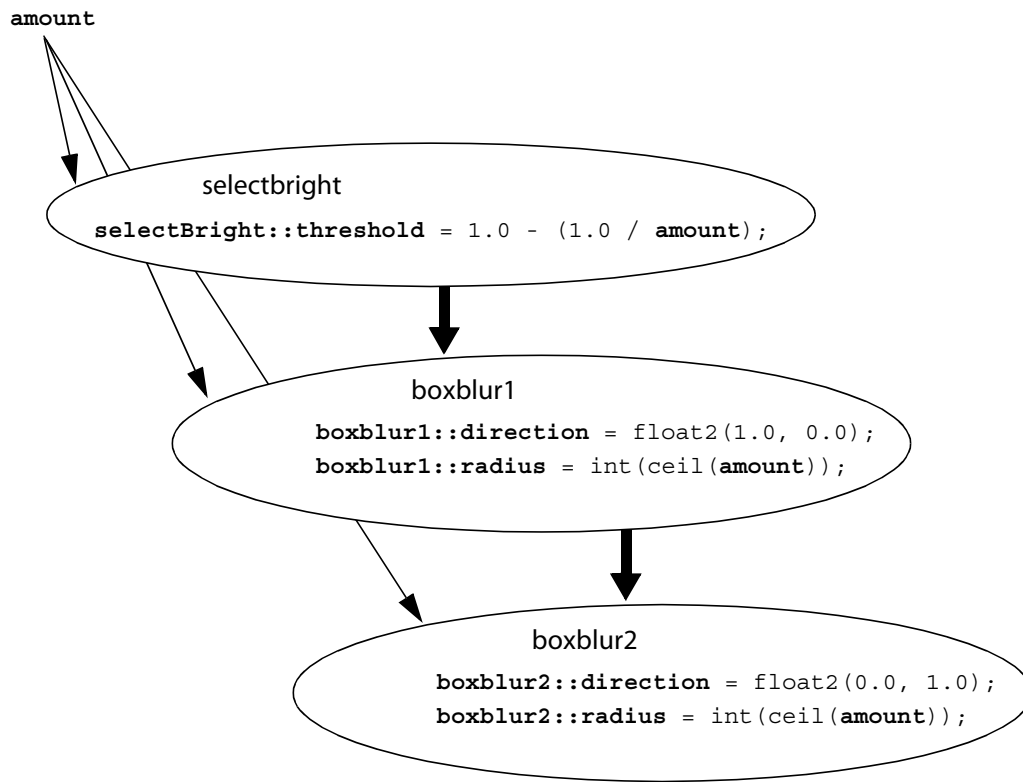 amount
selectbright
selectBright::threshold = 1.0 - (1.0 / amount);
boxblur1
boxblur1::direction = float2(1.0, 0.0);
boxblur1::radius = int(ceil(amount));
boxblur2
boxblur2::direction = float2(0.0, 1.0);
boxblur2::radius = int(ceil(amount));